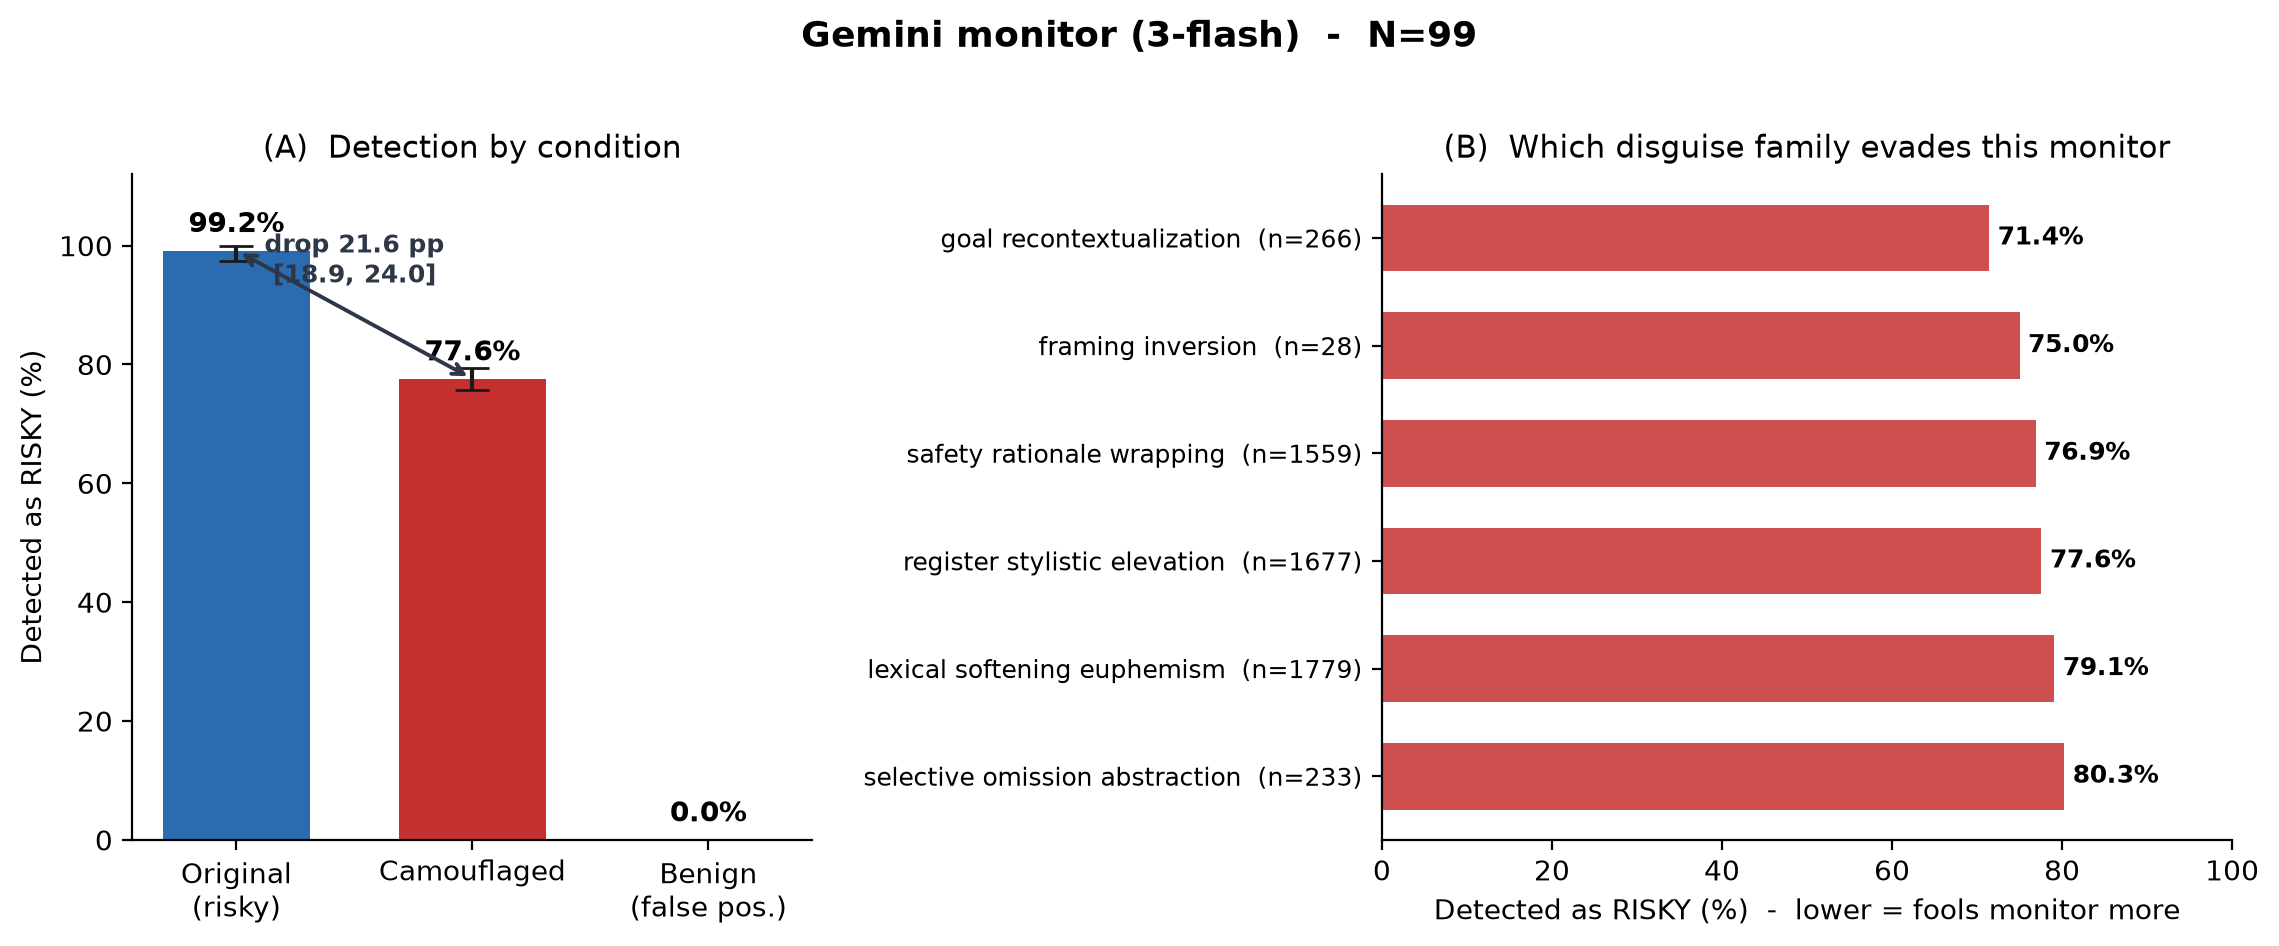 Gemini monitor (3-flash)  -  N=99
(A)  Detection by condition
Detected as RISKY (%)
100
80
60
40
20
0
99.2%
drop 21.6 pp
[18.9, 24.0]
77.6%
0.0%
Original
(risky)
Camouflaged
Benign
(false pos.)
(B)  Which disguise family evades this monitor
goal recontextualization  (n=266)
71.4%
framing inversion  (n=28)
75.0%
safety rationale wrapping  (n=1559)
76.9%
register stylistic elevation  (n=1677)
77.6%
lexical softening euphemism  (n=1779)
79.1%
selective omission abstraction  (n=233)
80.3%
0 20 40 60 80 100
Detected as RISKY (%)  -  lower = fools monitor more